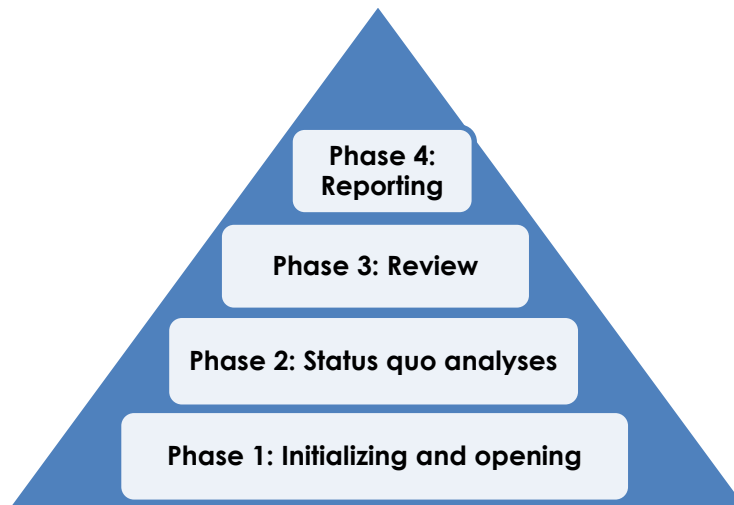 Phase 4:
Reporting
Phase 3: Review
Phase 2: Status quo analyses
Phase 1: Initializing and opening